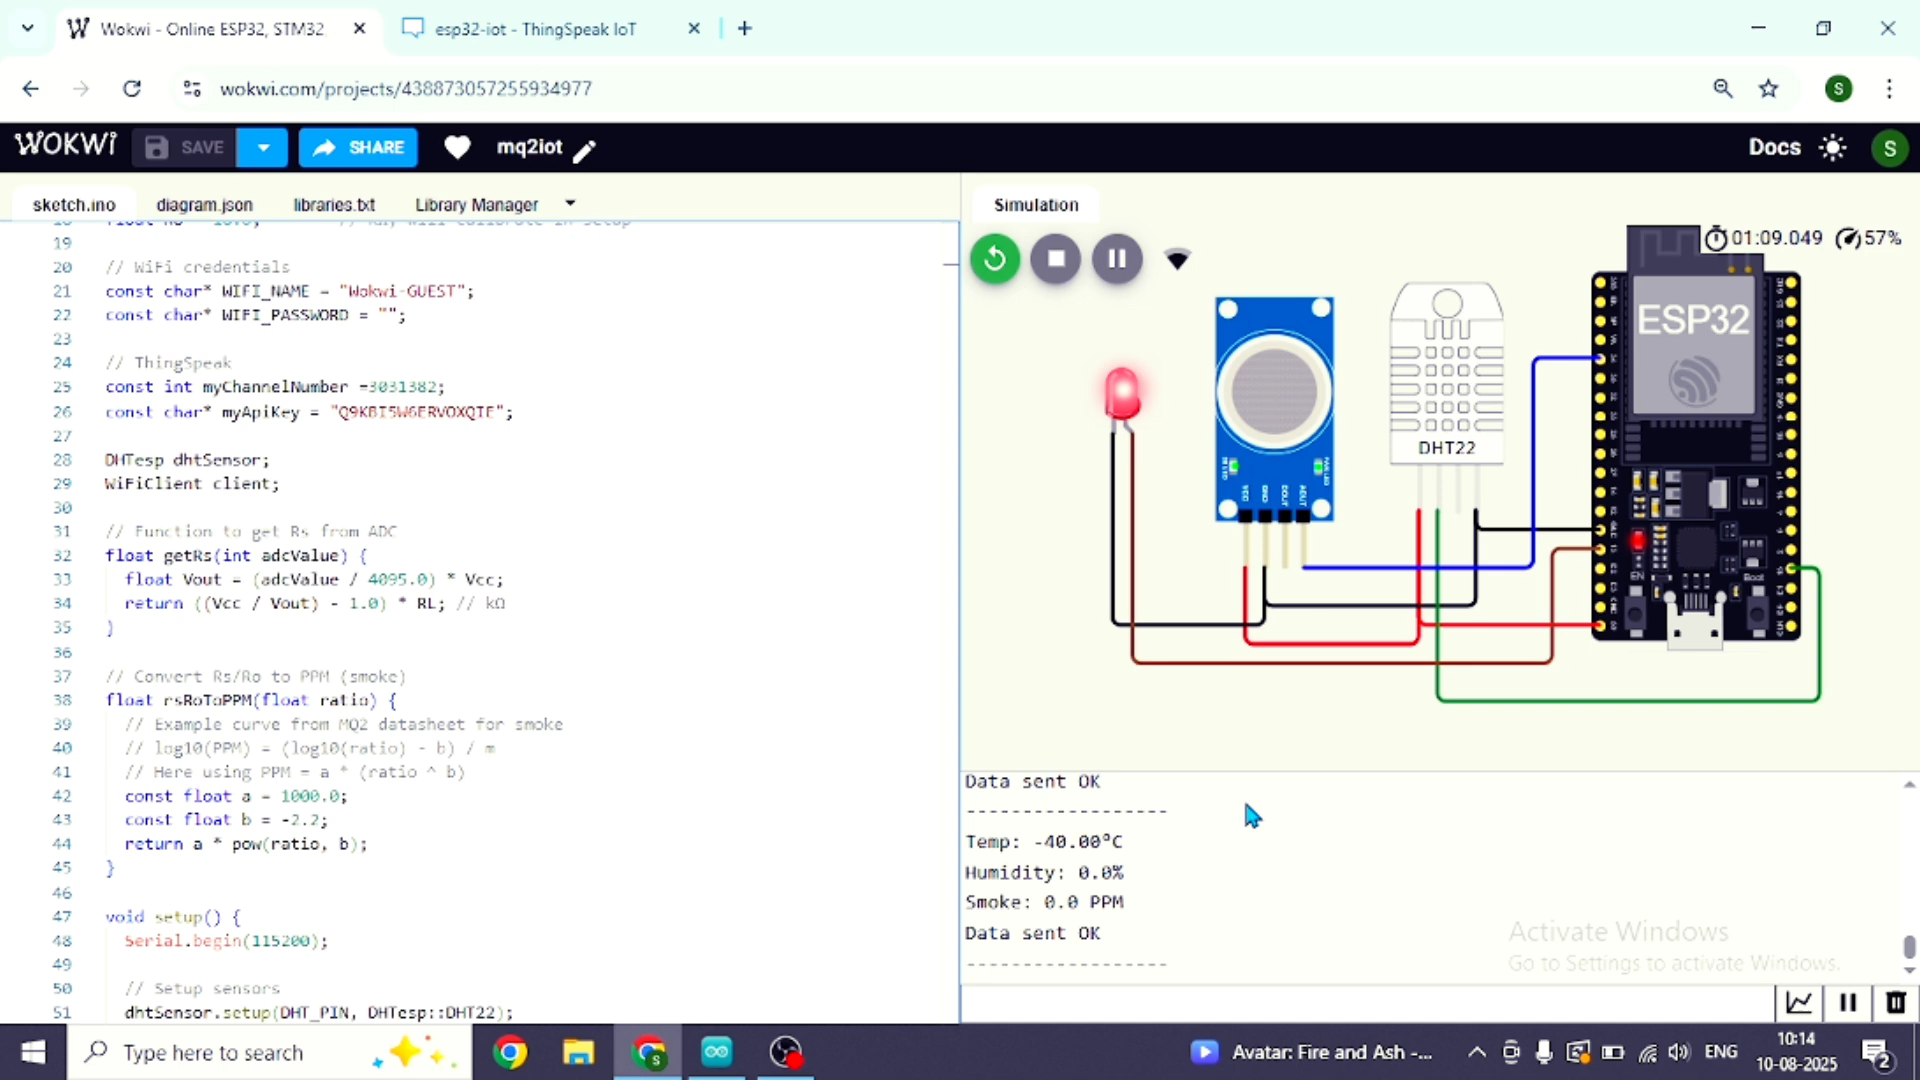 Wokwi - Online ESP32, STM32,
esp32-iot - ThingSpeak IoT
wokwi.com/projects/438873057255934977
S
WOKWI
SAVE
SHARE
mq2iot
Docs
S
sketch.ino
diagram.json
libraries.txt
Library Manager
Simulation
01:09.049
57%
19
20 // WiFi credentials
21 const char* WIFI_NAME = "Wokwi-GUEST";
22 const char* WIFI_PASSWORD = "";
23
24 // ThingSpeak
25 const int myChannelNumber =3031382;
26 const char* myApiKey = "Q9KBI5W6ERVOXQTE";
27
28 DHTesp dhtSensor;
29 WiFiClient client;
30
31 // Function to get Rs from ADC
32 float getRs(int adcValue) {
33 float Vout = (adcValue / 4095.0) * Vcc;
34 return ((Vcc / Vout) - 1.0) * RL; // kΩ
35 }
36
37 // Convert Rs/Ro to PPM (smoke)
38 float rsRoToPPM(float ratio) {
39 // Example curve from MQ2 datasheet for smoke
40 // log10(PPM) = (log10(ratio) - b) / m
41 // Here using PPM = a * (ratio ^ b)
42 const float a = 1000.0;
43 const float b = -2.2;
44 return a * pow(ratio, b);
45 }
46
47 void setup() {
48 Serial.begin(115200);
49
50 // Setup sensors
51 dhtSensor.setup(DHT_PIN, DHTesp::DHT22);
VCC
GND
DOUT
AOUT
DHT22
ESP32
EN
Boot
Data sent OK
------------------
Temp: -40.00°C
Humidity: 0.0%
Smoke: 0.0 PPM
Data sent OK
------------------
Activate Windows
Go to Settings to activate Windows.
Type here to search
Avatar: Fire and Ash -...
ENG
10:14
10-08-2025
2